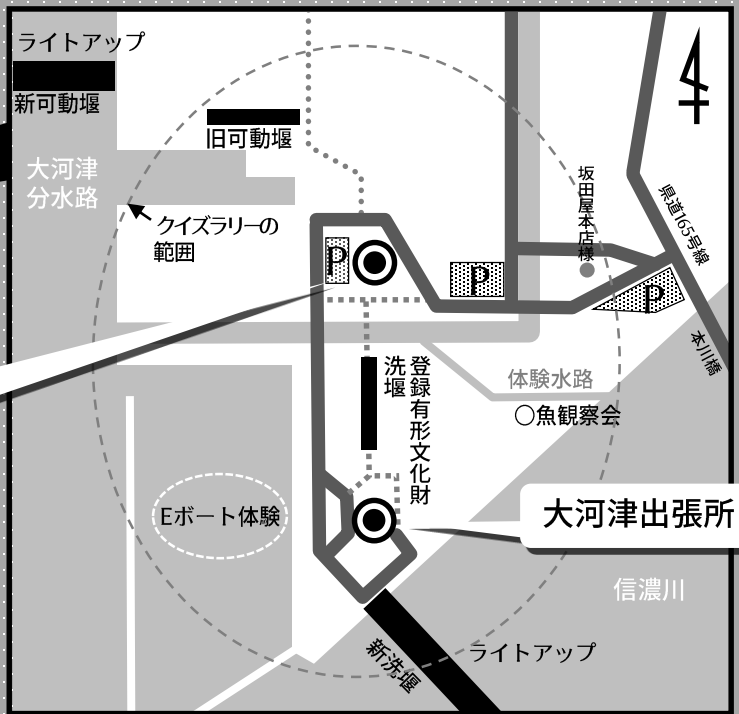 ライトアップ
新可動堰
旧可動堰
大河津
分水路
クイズラリーの
範囲
坂田屋本店様
県道165号線
P
P
P
本川橋
登録有形文化財
洗堰
体験水路
○魚観察会
Eボート体験
大河津出張所
信濃川
新洗堰
ライトアップ